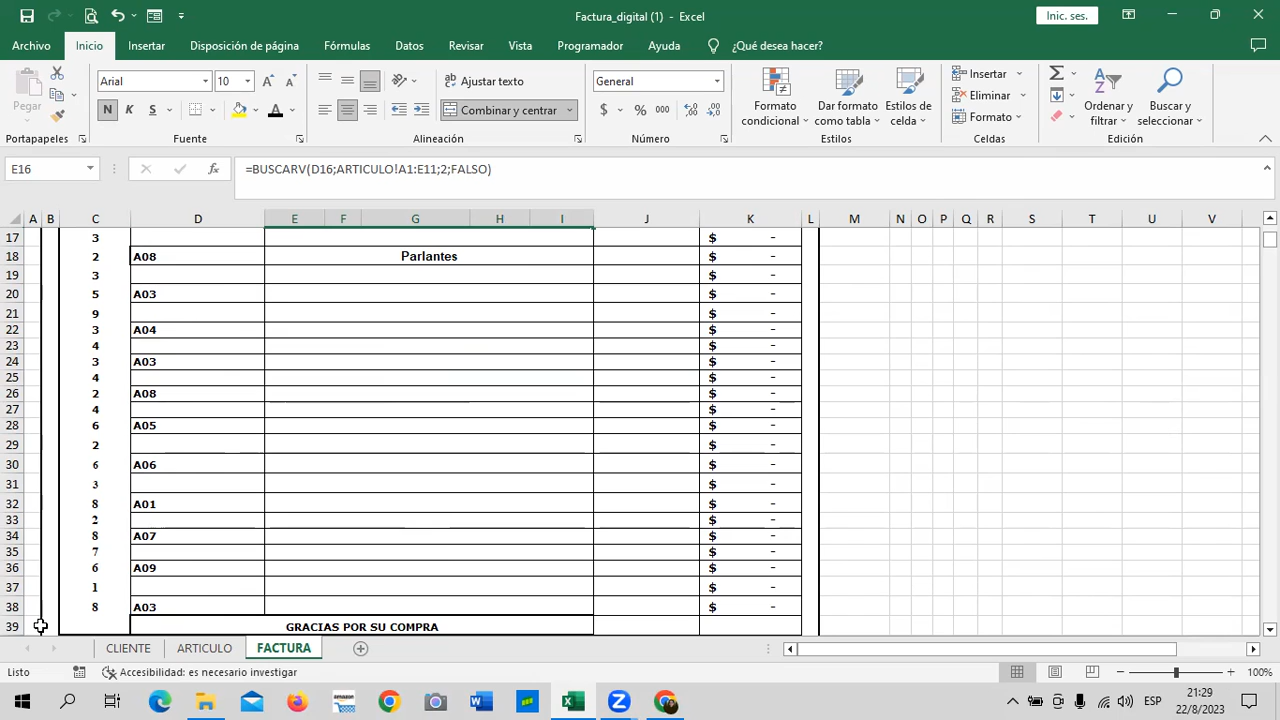 Factura_digital (1) - Excel
Inic. ses.
Archivo Inicio Insertar Disposición de página Fórmulas Datos Revisar Vista Programador Ayuda ¿Qué desea hacer?
Pegar
Portapapeles
Arial 10
N K S
Fuente
Ajustar texto
Combinar y centrar
Alineación
General
$ % 000
Número
Formato condicional
Dar formato como tabla
Estilos de celda
Estilos
Insertar
Eliminar
Formato
Celdas
Ordenar y filtrar
Buscar y seleccionar
Edición
E16 fx =BUSCARV(D16;ARTICULO!A1:E11;2;FALSO)
A B C D E F G H I J K L M N O P Q R S T U V
17 3 $ -
18 2 A08 Parlantes $ -
19 3 $ -
20 5 A03 $ -
21 9 $ -
22 3 A04 $ -
23 4 $ -
24 3 A03 $ -
25 4 $ -
26 2 A08 $ -
27 4 $ -
28 6 A05 $ -
29 2 $ -
30 6 A06 $ -
31 3 $ -
32 8 A01 $ -
33 2 $ -
34 8 A07 $ -
35 7 $ -
36 6 A09 $ -
37 1 $ -
38 8 A03 $ -
39 GRACIAS POR SU COMPRA
CLIENTE ARTICULO FACTURA
Listo Accesibilidad: es necesario investigar 100%
amazon
ESP
21:29
22/8/2023